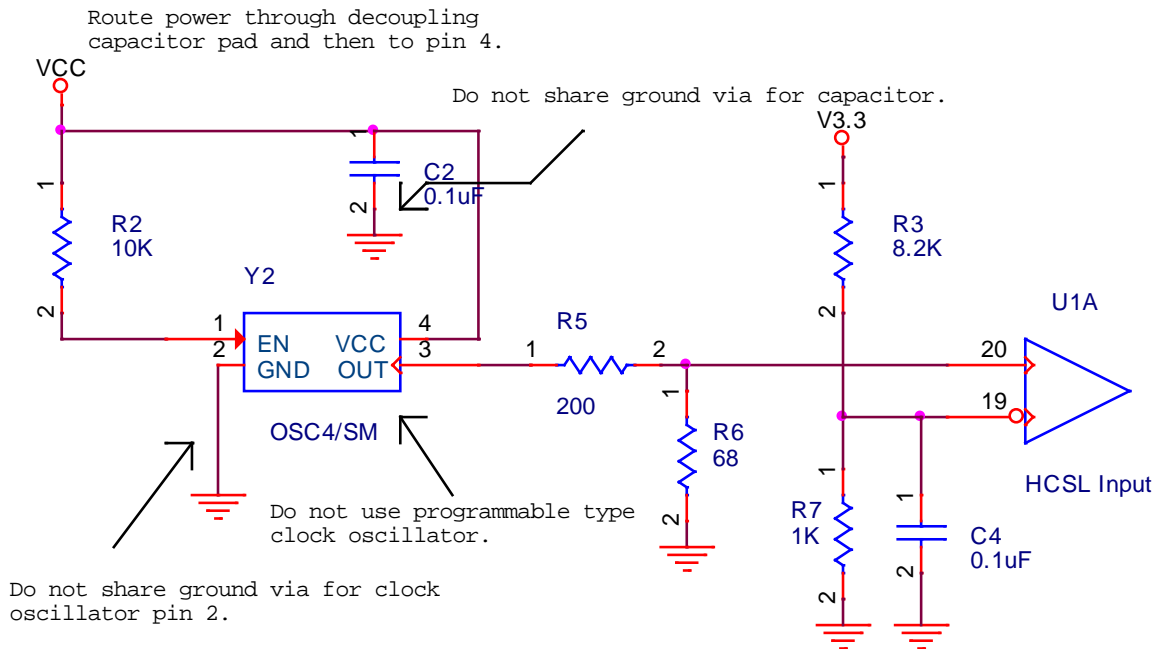 Route power through decoupling
capacitor pad and then to pin 4.
VCC
Do not share ground via for capacitor.
V3.3
1
C2
0.1uF
2
1
R2
10K
2
1
R3
8.2K
2
Y2
U1A
1
EN
VCC
4
2
GND
OUT
3
OSC4/SM
1
R5
2
200
20
19
HCSL Input
1
R6
68
2
1
R7
1K
2
1
C4
0.1uF
2
Do not use programmable type
clock oscillator.
Do not share ground via for clock
oscillator pin 2.